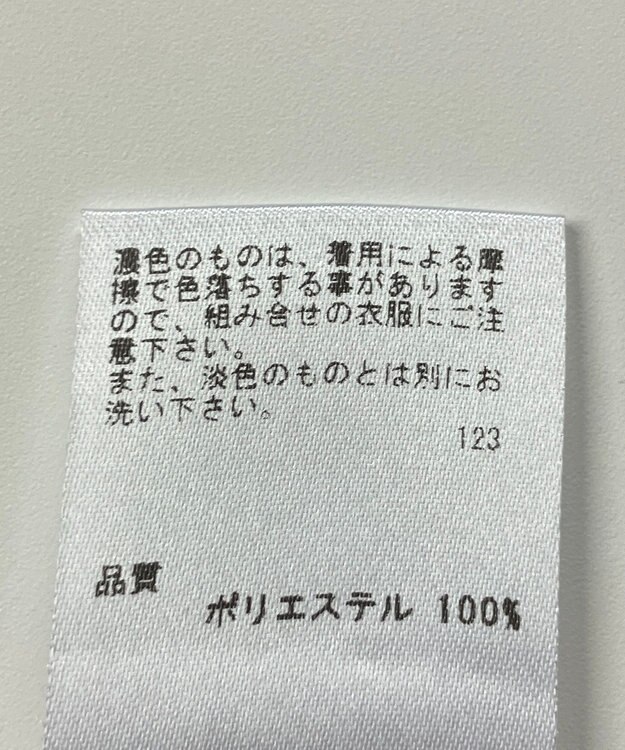 濃色のものは、着用による摩
擦で色落ちする事があります
ので、組み合せの衣服にご注
意下さい。
また、淡色のものとは別にお
洗い下さい。
123
品質
ポリエステル 100%